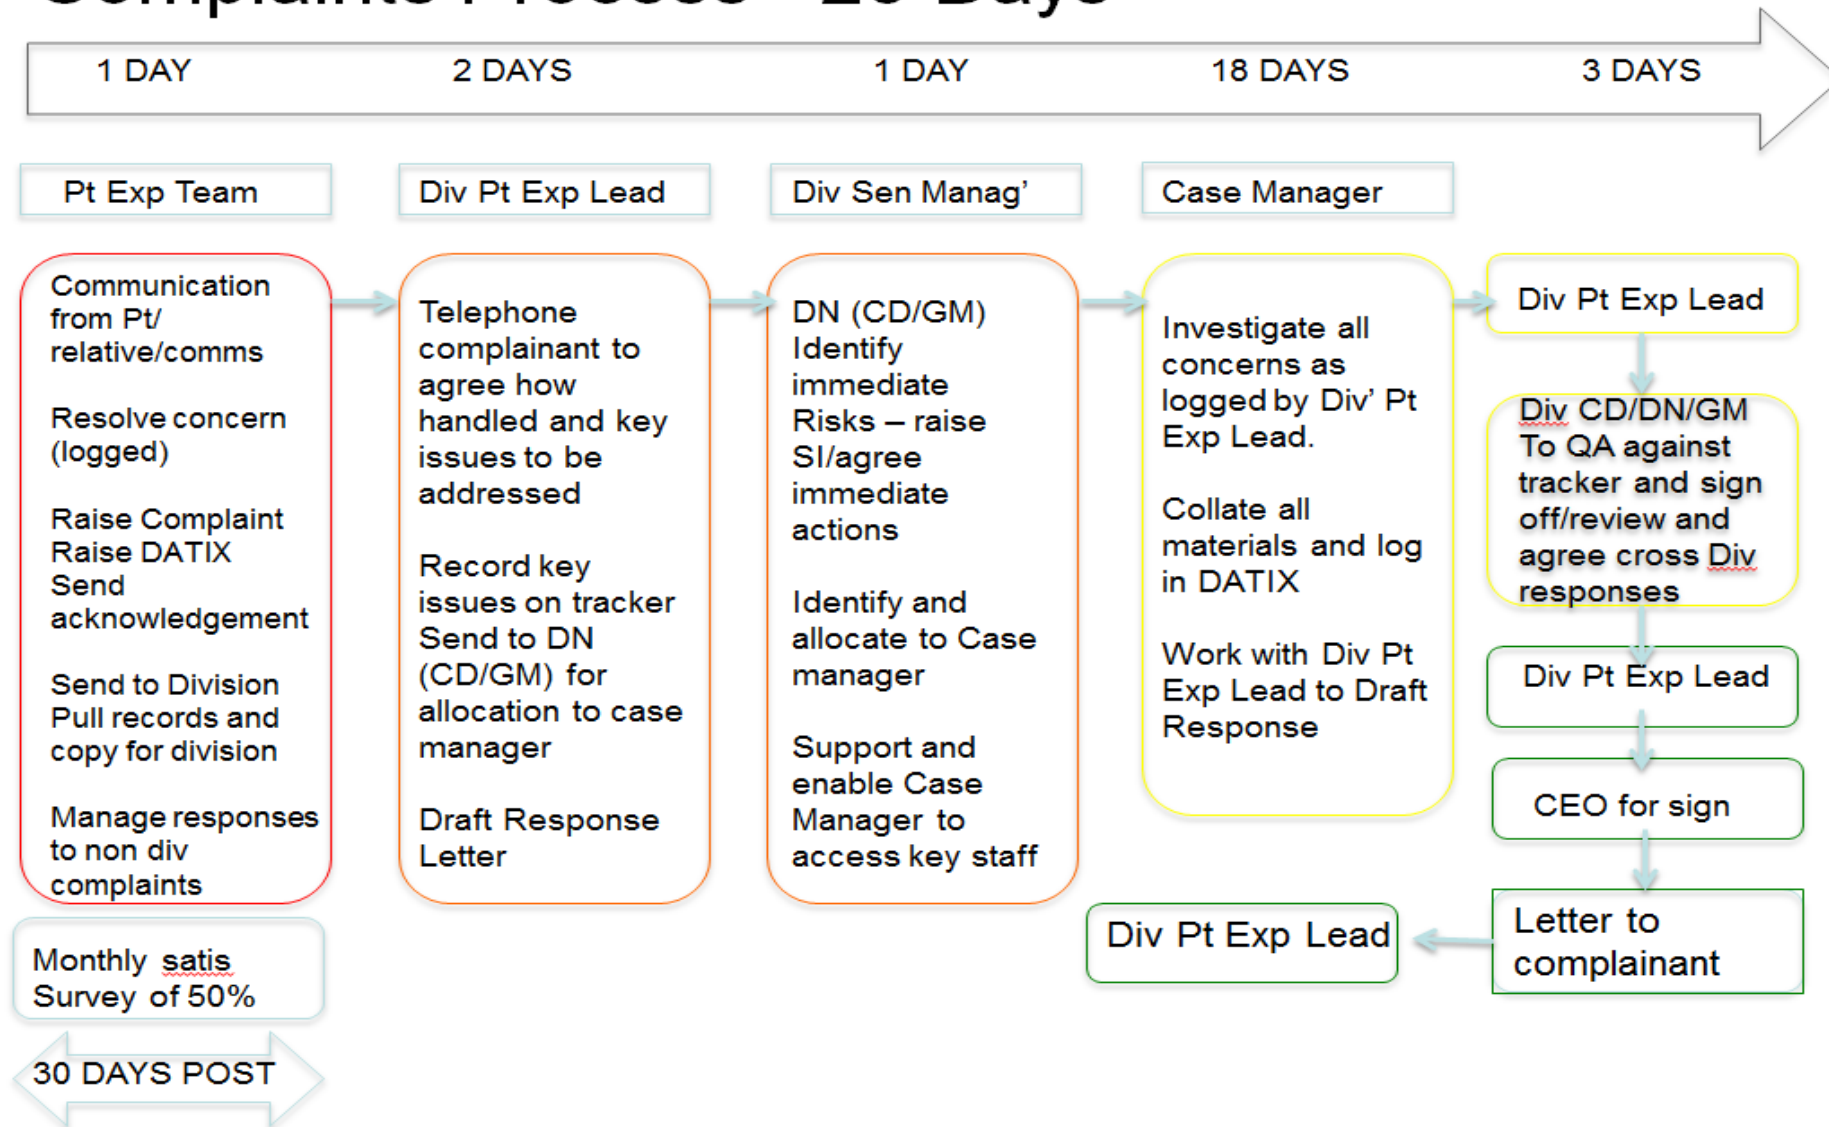 Complaints Process - 25 Days
1 DAY
2 DAYS
1 DAY
18 DAYS
3 DAYS
Pt Exp Team
Div Pt Exp Lead
Div Sen Manag’
Case Manager
Communication
from Pt/
relative/comms
Resolve concern
(logged)
Raise Complaint
Raise DATIX
Send
acknowledgement
Send to Division
Pull records and
copy for division
Manage responses
to non div
complaints
Telephone
complainant to
agree how
handled and key
issues to be
addressed
Record key
issues on tracker
Send to DN
(CD/GM) for
allocation to case
manager
Draft Response
Letter
DN (CD/GM)
Identify
immediate
Risks – raise
SI/agree
immediate
actions
Identify and
allocate to Case
manager
Support and
enable Case
Manager to
access key staff
Investigate all
concerns as
logged by Div’ Pt
Exp Lead.
Collate all
materials and log
in DATIX
Work with Div Pt
Exp Lead to Draft
Response
Div Pt Exp Lead
Div CD/DN/GM
To QA against
tracker and sign
off/review and
agree cross Div
responses
Div Pt Exp Lead
CEO for sign
Letter to
complainant
Div Pt Exp Lead
Monthly satis
Survey of 50%
30 DAYS POST